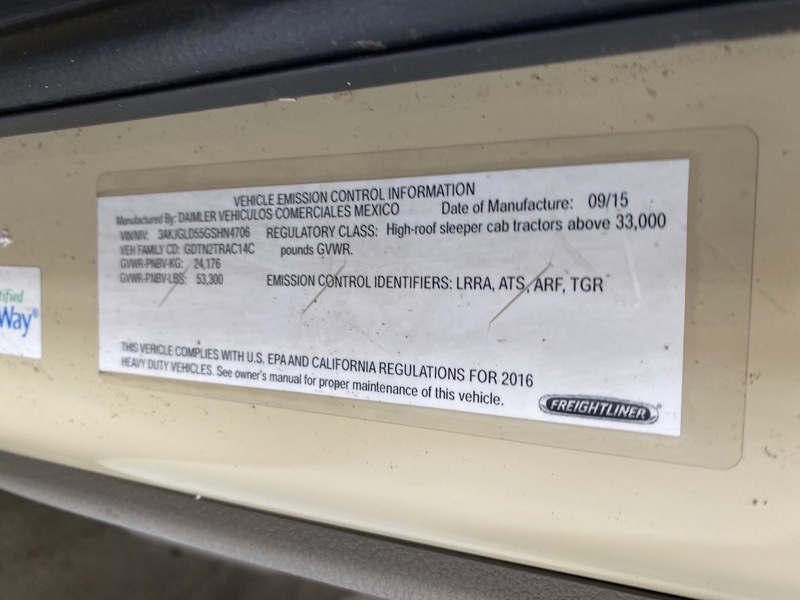 VEHICLE EMISSION CONTROL INFORMATION
Manufactured By: DAIMLER VEHICULOS COMERCIALES MEXICO Date of Manufacture: 09/15
VIN/NIV: 3AKJGLD55GSHN4706 REGULATORY CLASS: High-roof sleeper cab tractors above 33,000
VEH FAMILY CD: GDTN2TRAC14C pounds GVWR.
GVWR-PNBV-KG: 24,176
GVWR-PNBV-LBS: 53,300 EMISSION CONTROL IDENTIFIERS: LRRA, ATS, ARF, TGR
tified
Way®
THIS VEHICLE COMPLIES WITH U.S. EPA AND CALIFORNIA REGULATIONS FOR 2016
HEAVY DUTY VEHICLES. See owner's manual for proper maintenance of this vehicle.
FREIGHTLINER